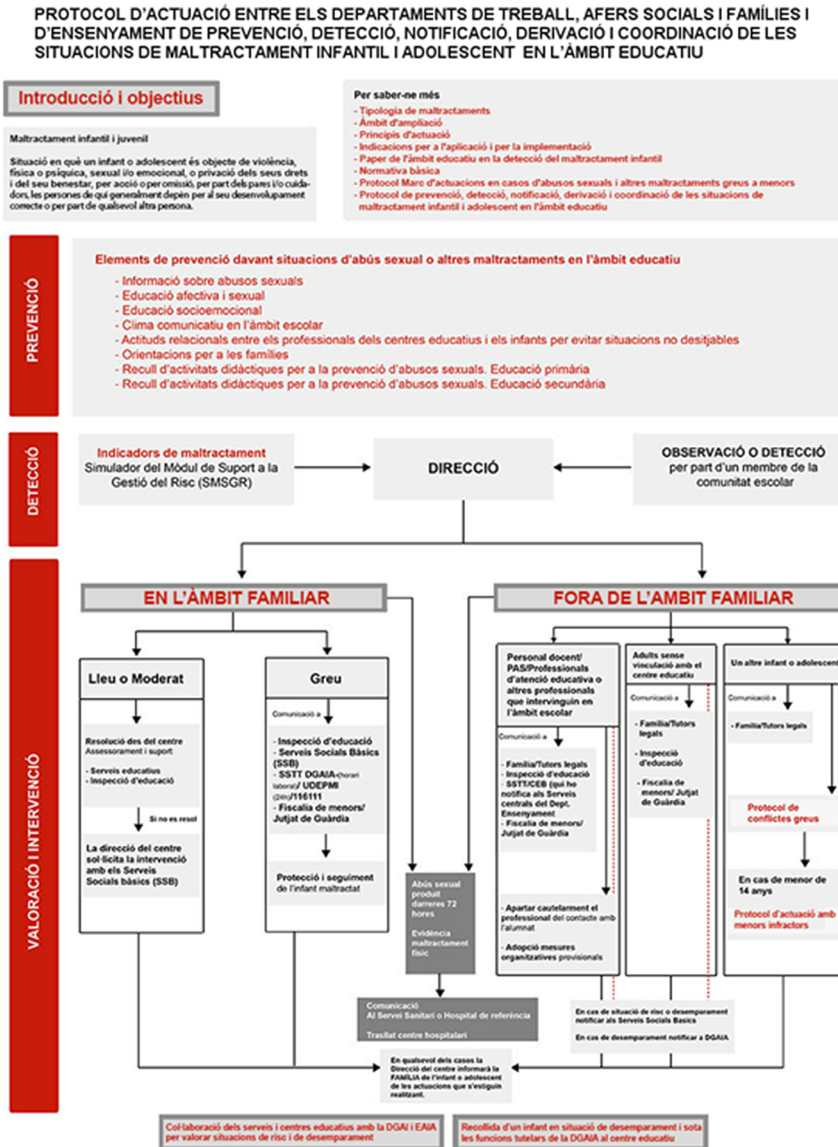 PROTOCOL D'ACTUACIÓ ENTRE ELS DEPARTAMENTS DE TREBALL, AFERS SOCIALS I FAMÍLIES I
D'ENSENYAMENT DE PREVENCIÓ, DETECCIÓ, NOTIFICACIÓ, DERIVACIÓ I COORDINACIÓ DE LES
SITUACIONS DE MALTRACTAMENT INFANTIL I ADOLESCENT EN L'ÀMBIT EDUCATIU
Introducció i objectius
Maltractament infantil i juvenil
Situació en què un infant o adolescent és objecte de violència,
física o psíquica, sexual i/o emocional, o privació dels seus drets
i del seu benestar, per acció o per omissió, per part dels pares i/o cuida-
dors, les persones de qui generalment depèn per al seu desenvolupament
correcte o per part de qualsevol altra persona.
Per saber-ne més
- Tipologia de maltractaments
- Àmbit d'ampliació
- Principis d'actuació
- Indicacions per a l'aplicació i per la implementació
- Paper de l'àmbit educatiu en la detecció del maltractament infantil
- Normativa bàsica
- Protocol Marc d'actuacions en casos d'abusos sexuals i altres maltractaments greus a menors
- Protocol de prevenció, detecció, notificació, derivació i coordinació de les situacions de
maltractament infantil i adolescent en l'àmbit educatiu
PREVENCIÓ
Elements de prevenció davant situacions d'abús sexual o altres maltractaments en l'àmbit educatiu
- Informació sobre abusos sexuals
- Educació afectiva i sexual
- Educació socioemocional
- Clima comunicatiu en l'àmbit escolar
- Actituds relacionals entre els professionals dels centres educatius i els infants per evitar situacions no desitjables
- Orientacions per a les famílies
- Recull d'activitats didàctiques per a la prevenció d'abusos sexuals. Educació primària
- Recull d'activitats didàctiques per a la prevenció d'abusos sexuals. Educació secundària
DETECCIÓ
Indicadors de maltractament
Simulador del Mòdul de Suport a la
Gestió del Risc (SMSGR)
DIRECCIÓ
OBSERVACIÓ O DETECCIÓ
per part d'un membre de la
comunitat escolar
VALORACIÓ I INTERVENCIÓ
EN L'ÀMBIT FAMILIAR
Lleu o Moderat
Resolució des del centre
Assessorament i suport:
- Serveis educatius
- Inspecció d'educació
Si no es resol
La direcció del centre
sol·licita la intervenció
amb els Serveis
Socials bàsics (SSB)
Greu
Comunicació a
- Inspecció d'educació
- Serveis Socials Bàsics
(SSB)
- SSTT DGAIA (horari
laboral)/ UDEPMI
(24h)/116111
- Fiscalia de menors/
Jutjat de Guàrdia
Protecció i seguiment
de l'infant maltractat
Abús sexual
produït
darreres 72
hores
Evidència
maltractament
físic
Comunicació
Al Servei Sanitari o Hospital de referència
Trasllat centre hospitalari
FORA DE L'AMBIT FAMILIAR
Personal docent/
PAS/Professionals
d'atenció educativa o
altres professionals
que intervinguin en
l'àmbit escolar
Comunicació a
- Família/Tutors legals
- Inspecció d'educació
- SSTT/CEB (qui ho
notifica als Serveis
centrals del Dept.
Ensenyament
- Fiscalia de menors/
Jutjat de Guàrdia
- Apartar cautelarment el
professional del contacte amb
l'alumnat
- Adopció mesures
organitzatives provisionals
Adults sense
vinculació amb el
centre educatiu
Comunicació a
- Família/Tutors
legals
- Inspecció
d'educació
- Fiscalia de
menors/ Jutjat
de Guàrdia
Un altre infant o adolescent
Comunicació a
- Família/Tutors legals
Protocol de
conflictes greus
En cas de menor de
14 anys
Protocol d'actuació amb
menors infractors
En cas de situació de risc o desemparament
notificar als Serveis Socials Basics
En cas de desemparament notificar a DGAIA
En qualsevol dels casos la
Direcció del centre informarà la
FAMÍLIA de l'infant o adolescent
de les actuacions que s'estiguin
realitzant.
Col·laboració dels serveis i centres educatius amb la DGAI i EAIA
per valorar situacions de risc i de desemparament
Recollida d'un infant en situació de desemparament i sota
les funcions tutelars de la DGAIA al centre educatiu